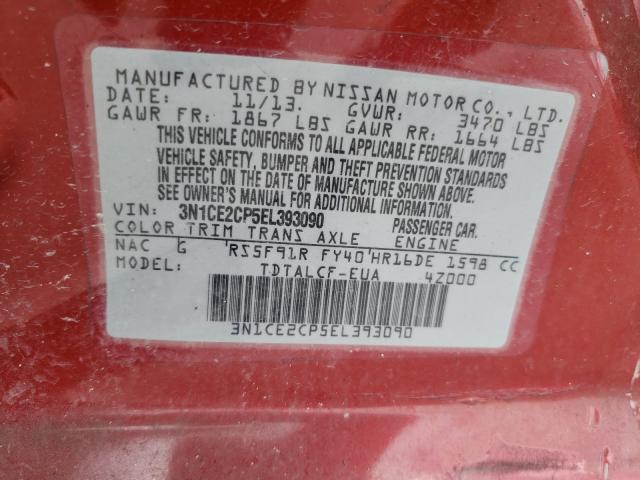 MANUFACTURED BY NISSAN MOTOR CO., LTD.
DATE: 11/13. GVWR: 3470 LBS
GAWR FR: 1867 LBS GAWR RR: 1664 LBS
THIS VEHICLE CONFORMS TO ALL APPLICABLE FEDERAL MOTOR
VEHICLE SAFETY, BUMPER AND THEFT PREVENTION STANDARDS
IN EFFECT ON THE DATE OF MANUFACTURE SHOWN ABOVE.
SEE OWNER'S MANUAL FOR ADDITIONAL INFORMATION.
VIN: 3N1CE2CP5EL393090 PASSENGER CAR.
COLOR TRIM TRANS AXLE ENGINE
NAC G RS5F91R FY40 HR16DE 1598 CC
MODEL: TDTALCF-EUA 4Z000
3N1CE2CP5EL393090